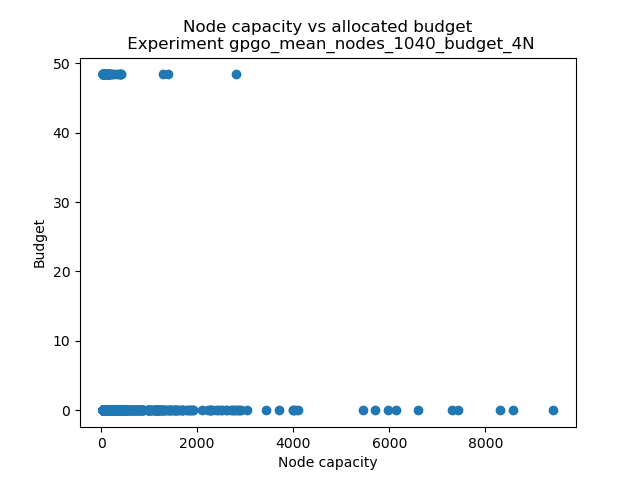 Node capacity vs allocated budget
Experiment gpgo_mean_nodes_1040_budget_4N
50
40
30
20
10
0
Budget
0 2000 4000 6000 8000
Node capacity